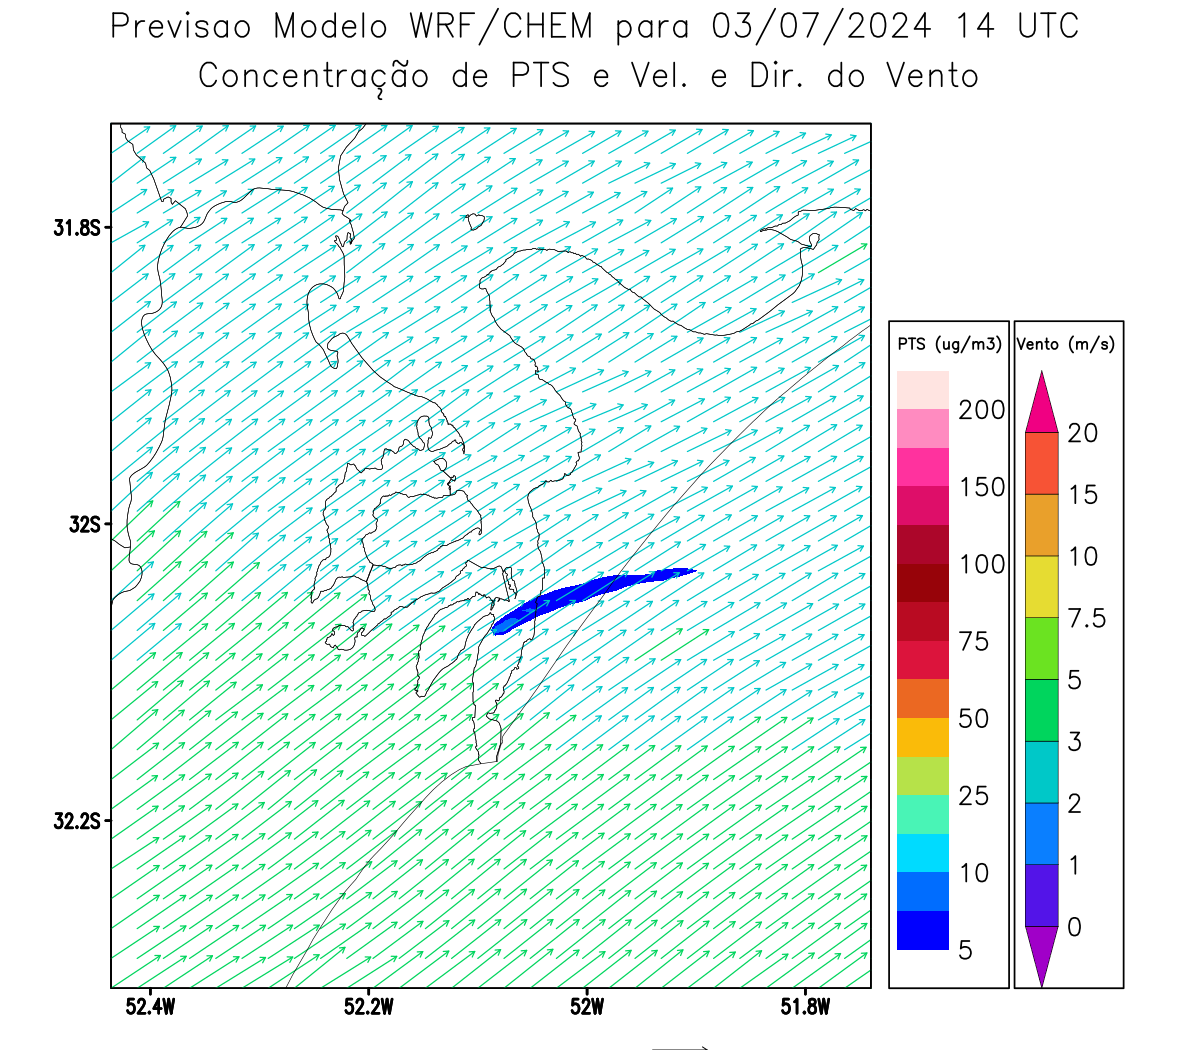 Previsao Modelo WRF/CHEM para 03/07/2024 14 UTC
Concentração de PTS e Vel. e Dir. do Vento
31.8S
32S
32.2S
52.4W
52.2W
52W
51.8W
PTS (ug/m3)
200
150
100
75
50
25
10
5
Vento (m/s)
20
15
10
7.5
5
3
2
1
0